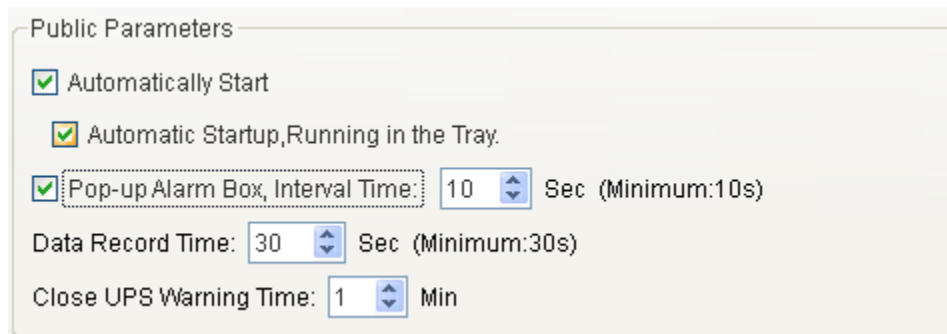 Public Parameters
Automatically Start
Automatic Startup,Running in the Tray.
Pop-up Alarm Box, Interval Time: 10 Sec (Minimum:10s)
Data Record Time: 30 Sec (Minimum:30s)
Close UPS Warning Time: 1 Min